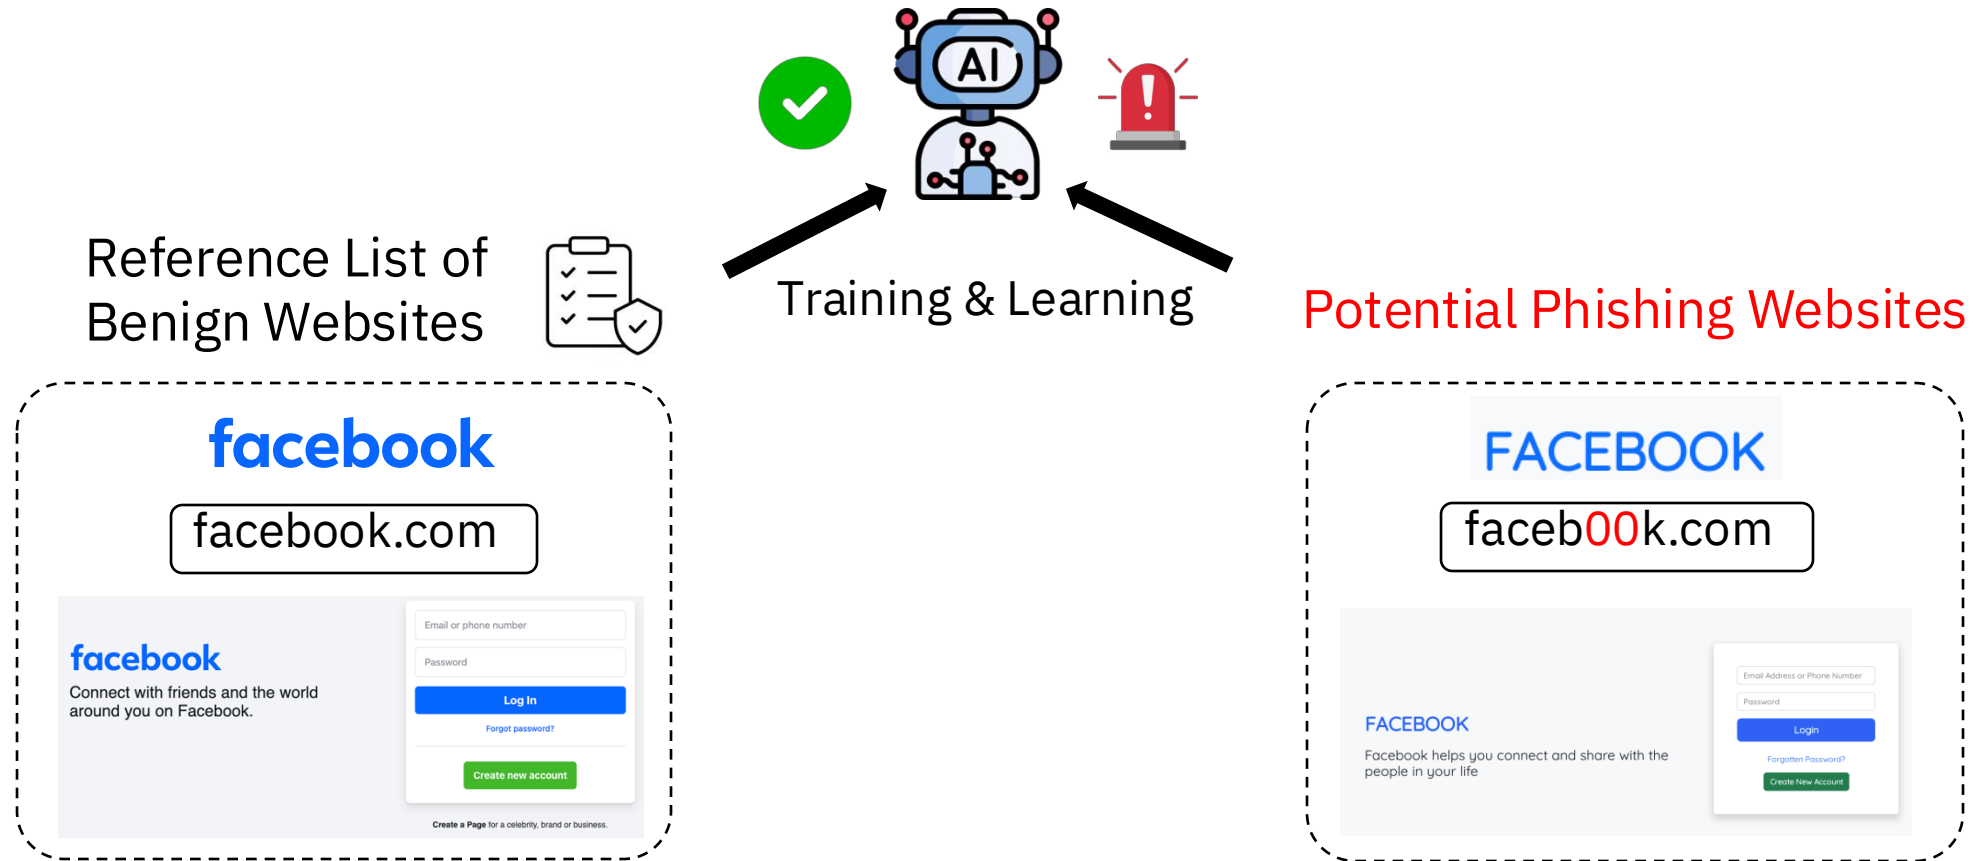 AI
Reference List of
Benign Websites
Training & Learning
Potential Phishing Websites
facebook
facebook.com
facebook
Connect with friends and the world
around you on Facebook.
Email or phone number
Password
Log In
Forgot password?
Create new account
Create a Page for a celebrity, brand or business.
FACEBOOK
faceb00k.com
FACEBOOK
Facebook helps you connect and share with the
people in your life
Email Address or Phone Number
Password
Login
Forgotten Password?
Create New Account